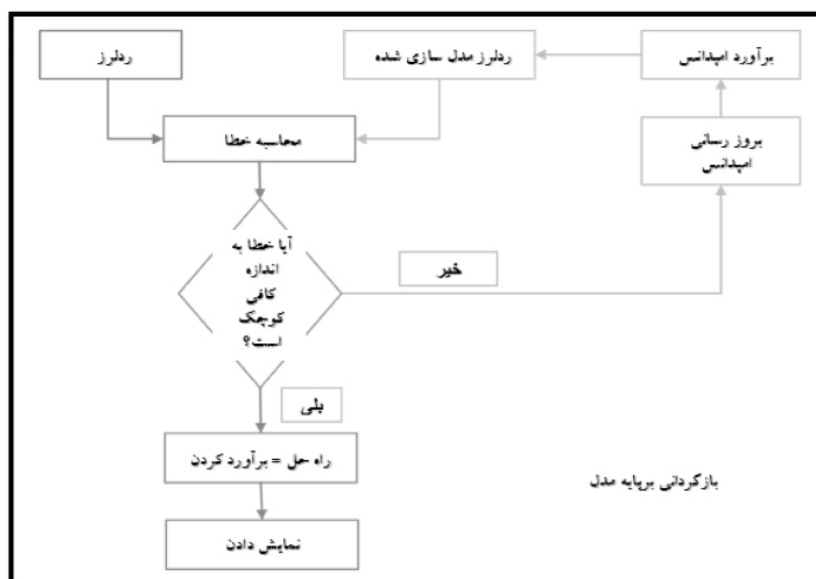 ردلرز
ردلرز مدل سازی شده
برآورد امپدانس
محاسبه خطا
بروز رسانی
امپدانس
آیا خطا به
اندازه
کافی
کوچک
است؟
خیر
بلی
راه حل = برآورد کردن
بازگردانی برپایه مدل
نمایش دادن